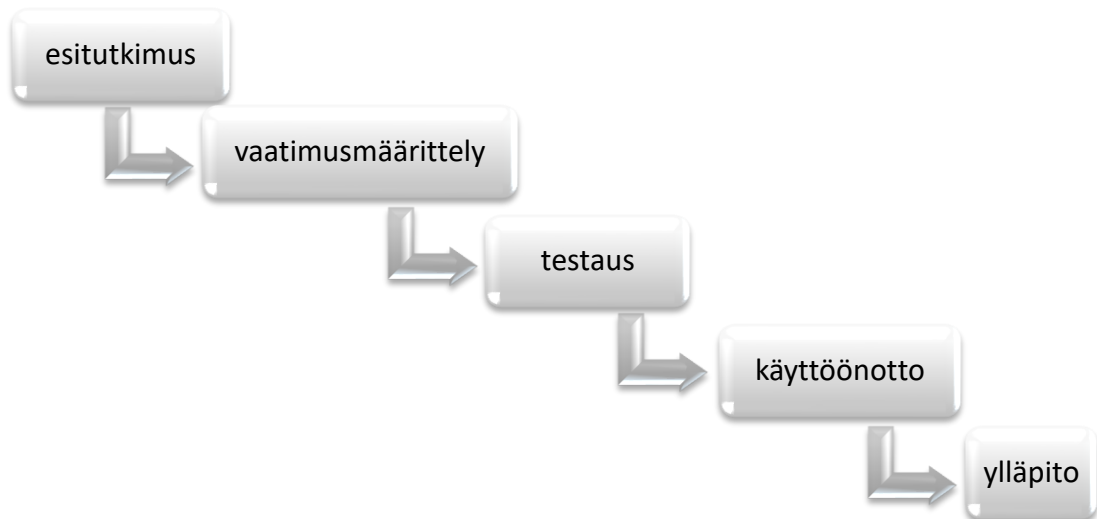 esitutkimus
vaatimusmäärittely
testaus
käyttöönotto
ylläpito